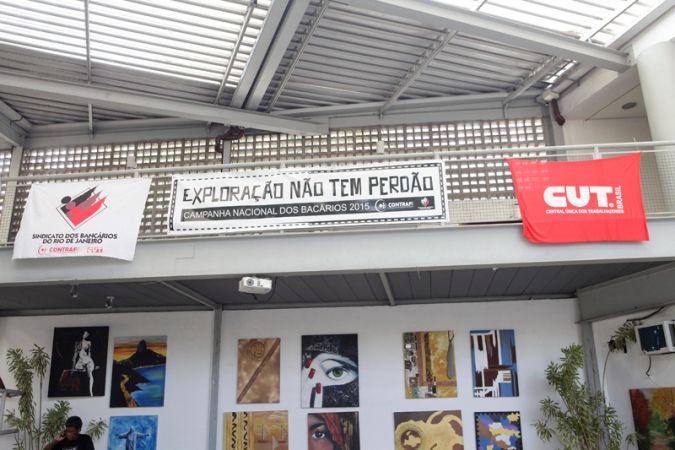 SINDICATO DOS BANCÁRIOS
DO RIO DE JANEIRO
CONTRAF
CUT
EXPLORAÇÃO NÃO TEM PERDÃO
CAMPANHA NACIONAL DOS BACÁRIOS 2015
CONTRAF
CUT
BRASIL
CENTRAL ÚNICA DOS TRABALHADORES